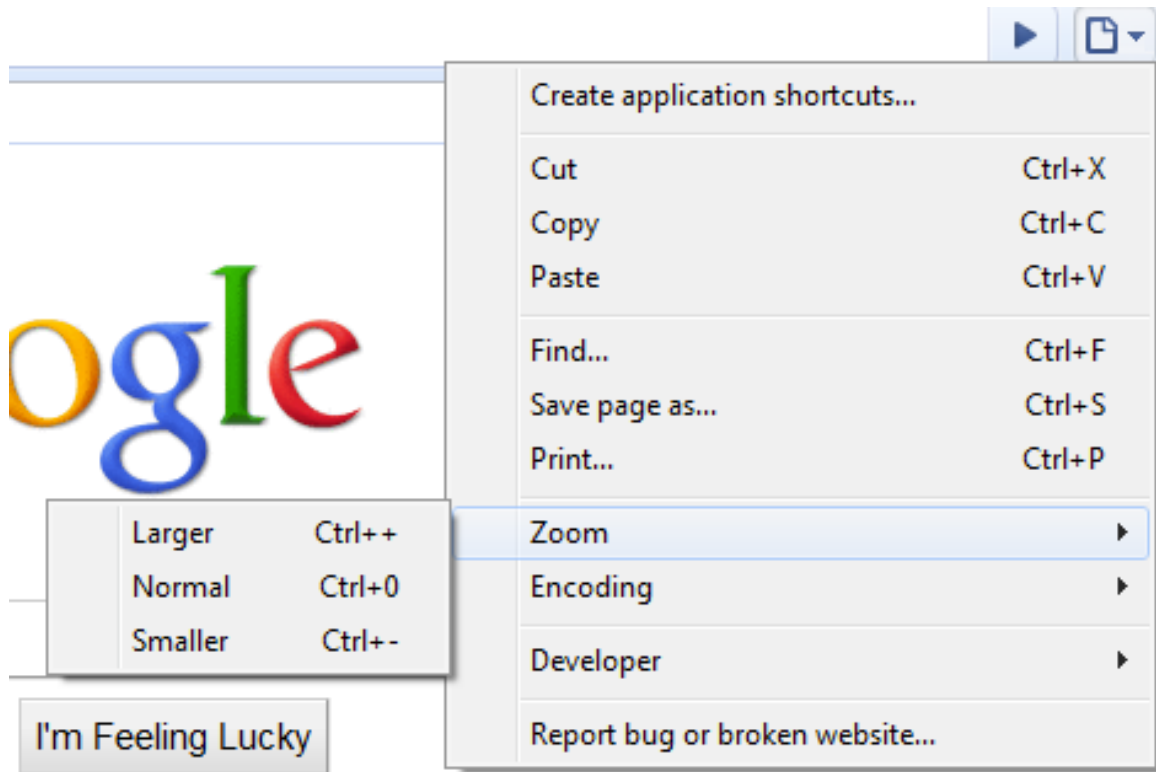 Create application shortcuts...
Cut Ctrl+X
Copy Ctrl+C
Paste Ctrl+V
Find... Ctrl+F
Save page as... Ctrl+S
Print... Ctrl+P
Zoom
Encoding
Developer
Report bug or broken website...
ogle
Larger Ctrl++
Normal Ctrl+0
Smaller Ctrl+-
I'm Feeling Lucky